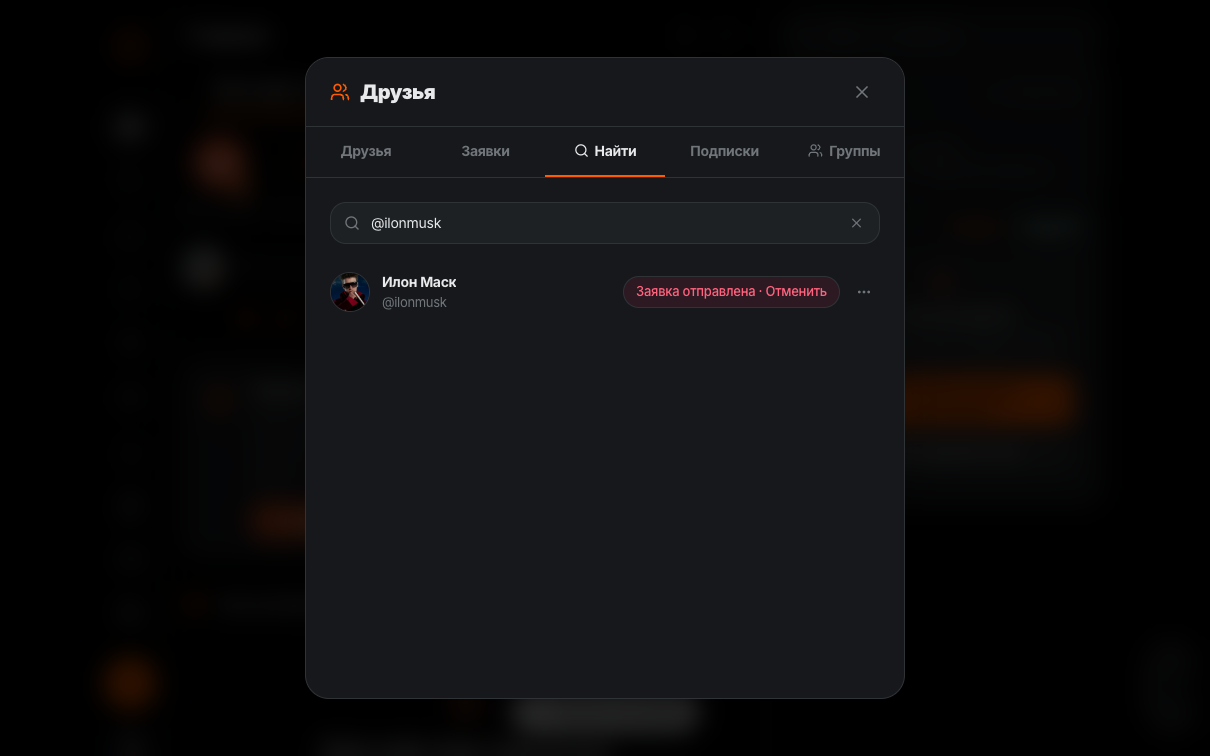 Друзья
Друзья
Заявки
Найти
Подписки
Группы
@ilonmusk
Илон Маск
@ilonmusk
Заявка отправлена · Отменить